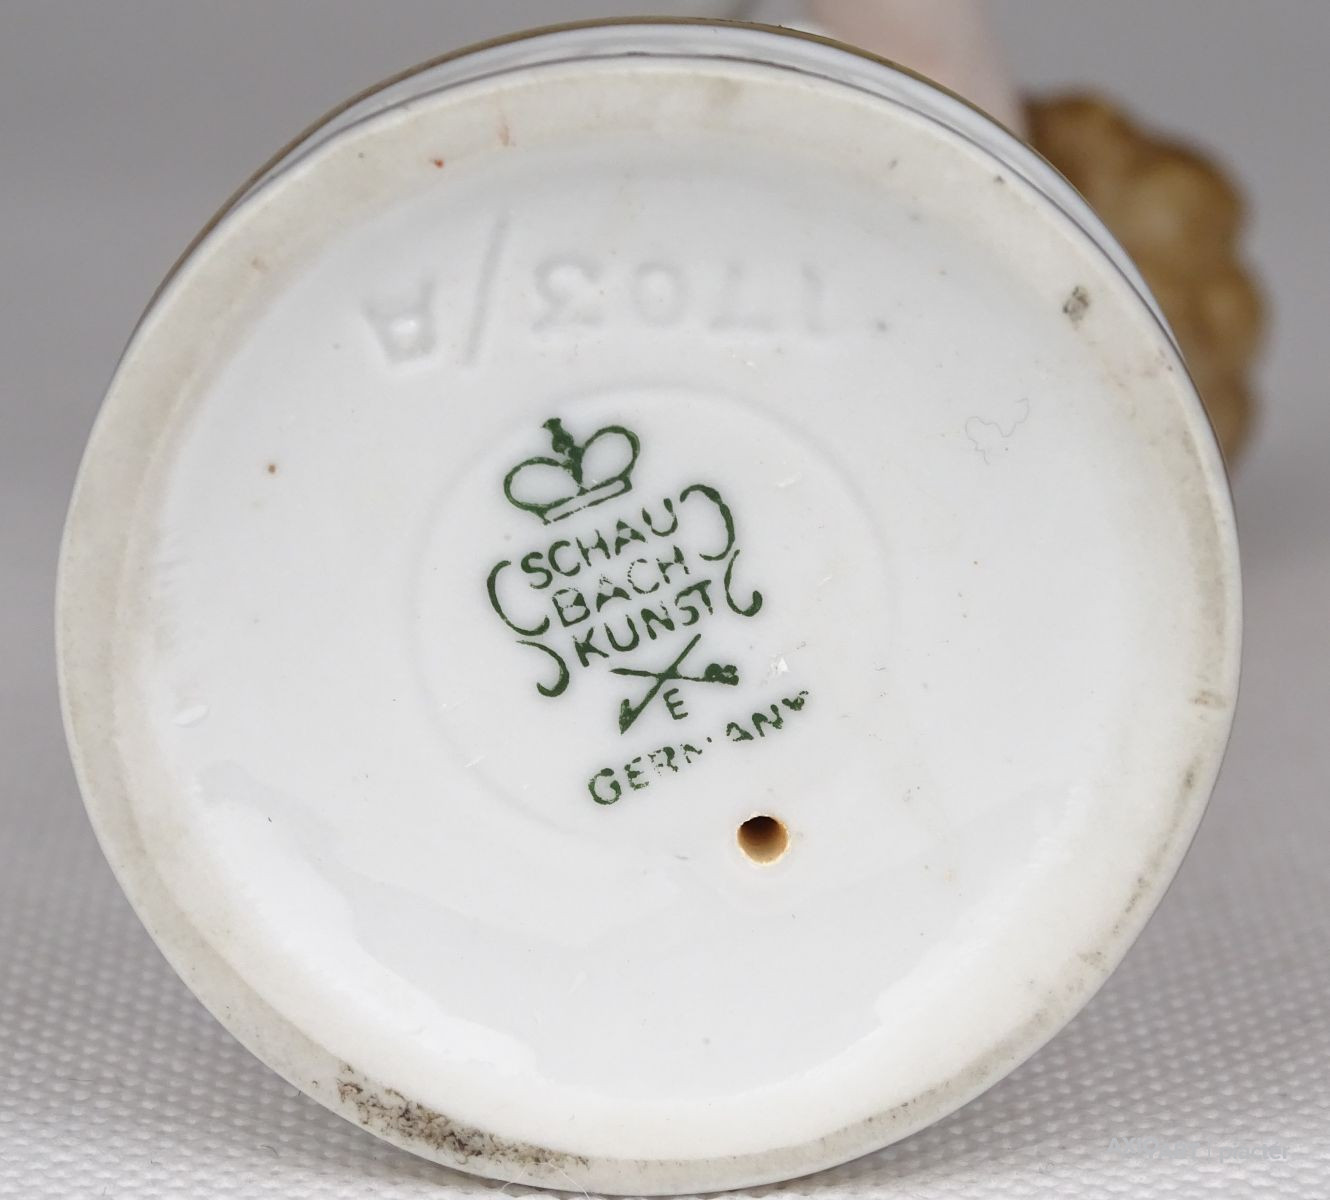 1703/A
SCHAU
BACH
KUNST
E
GERMANY